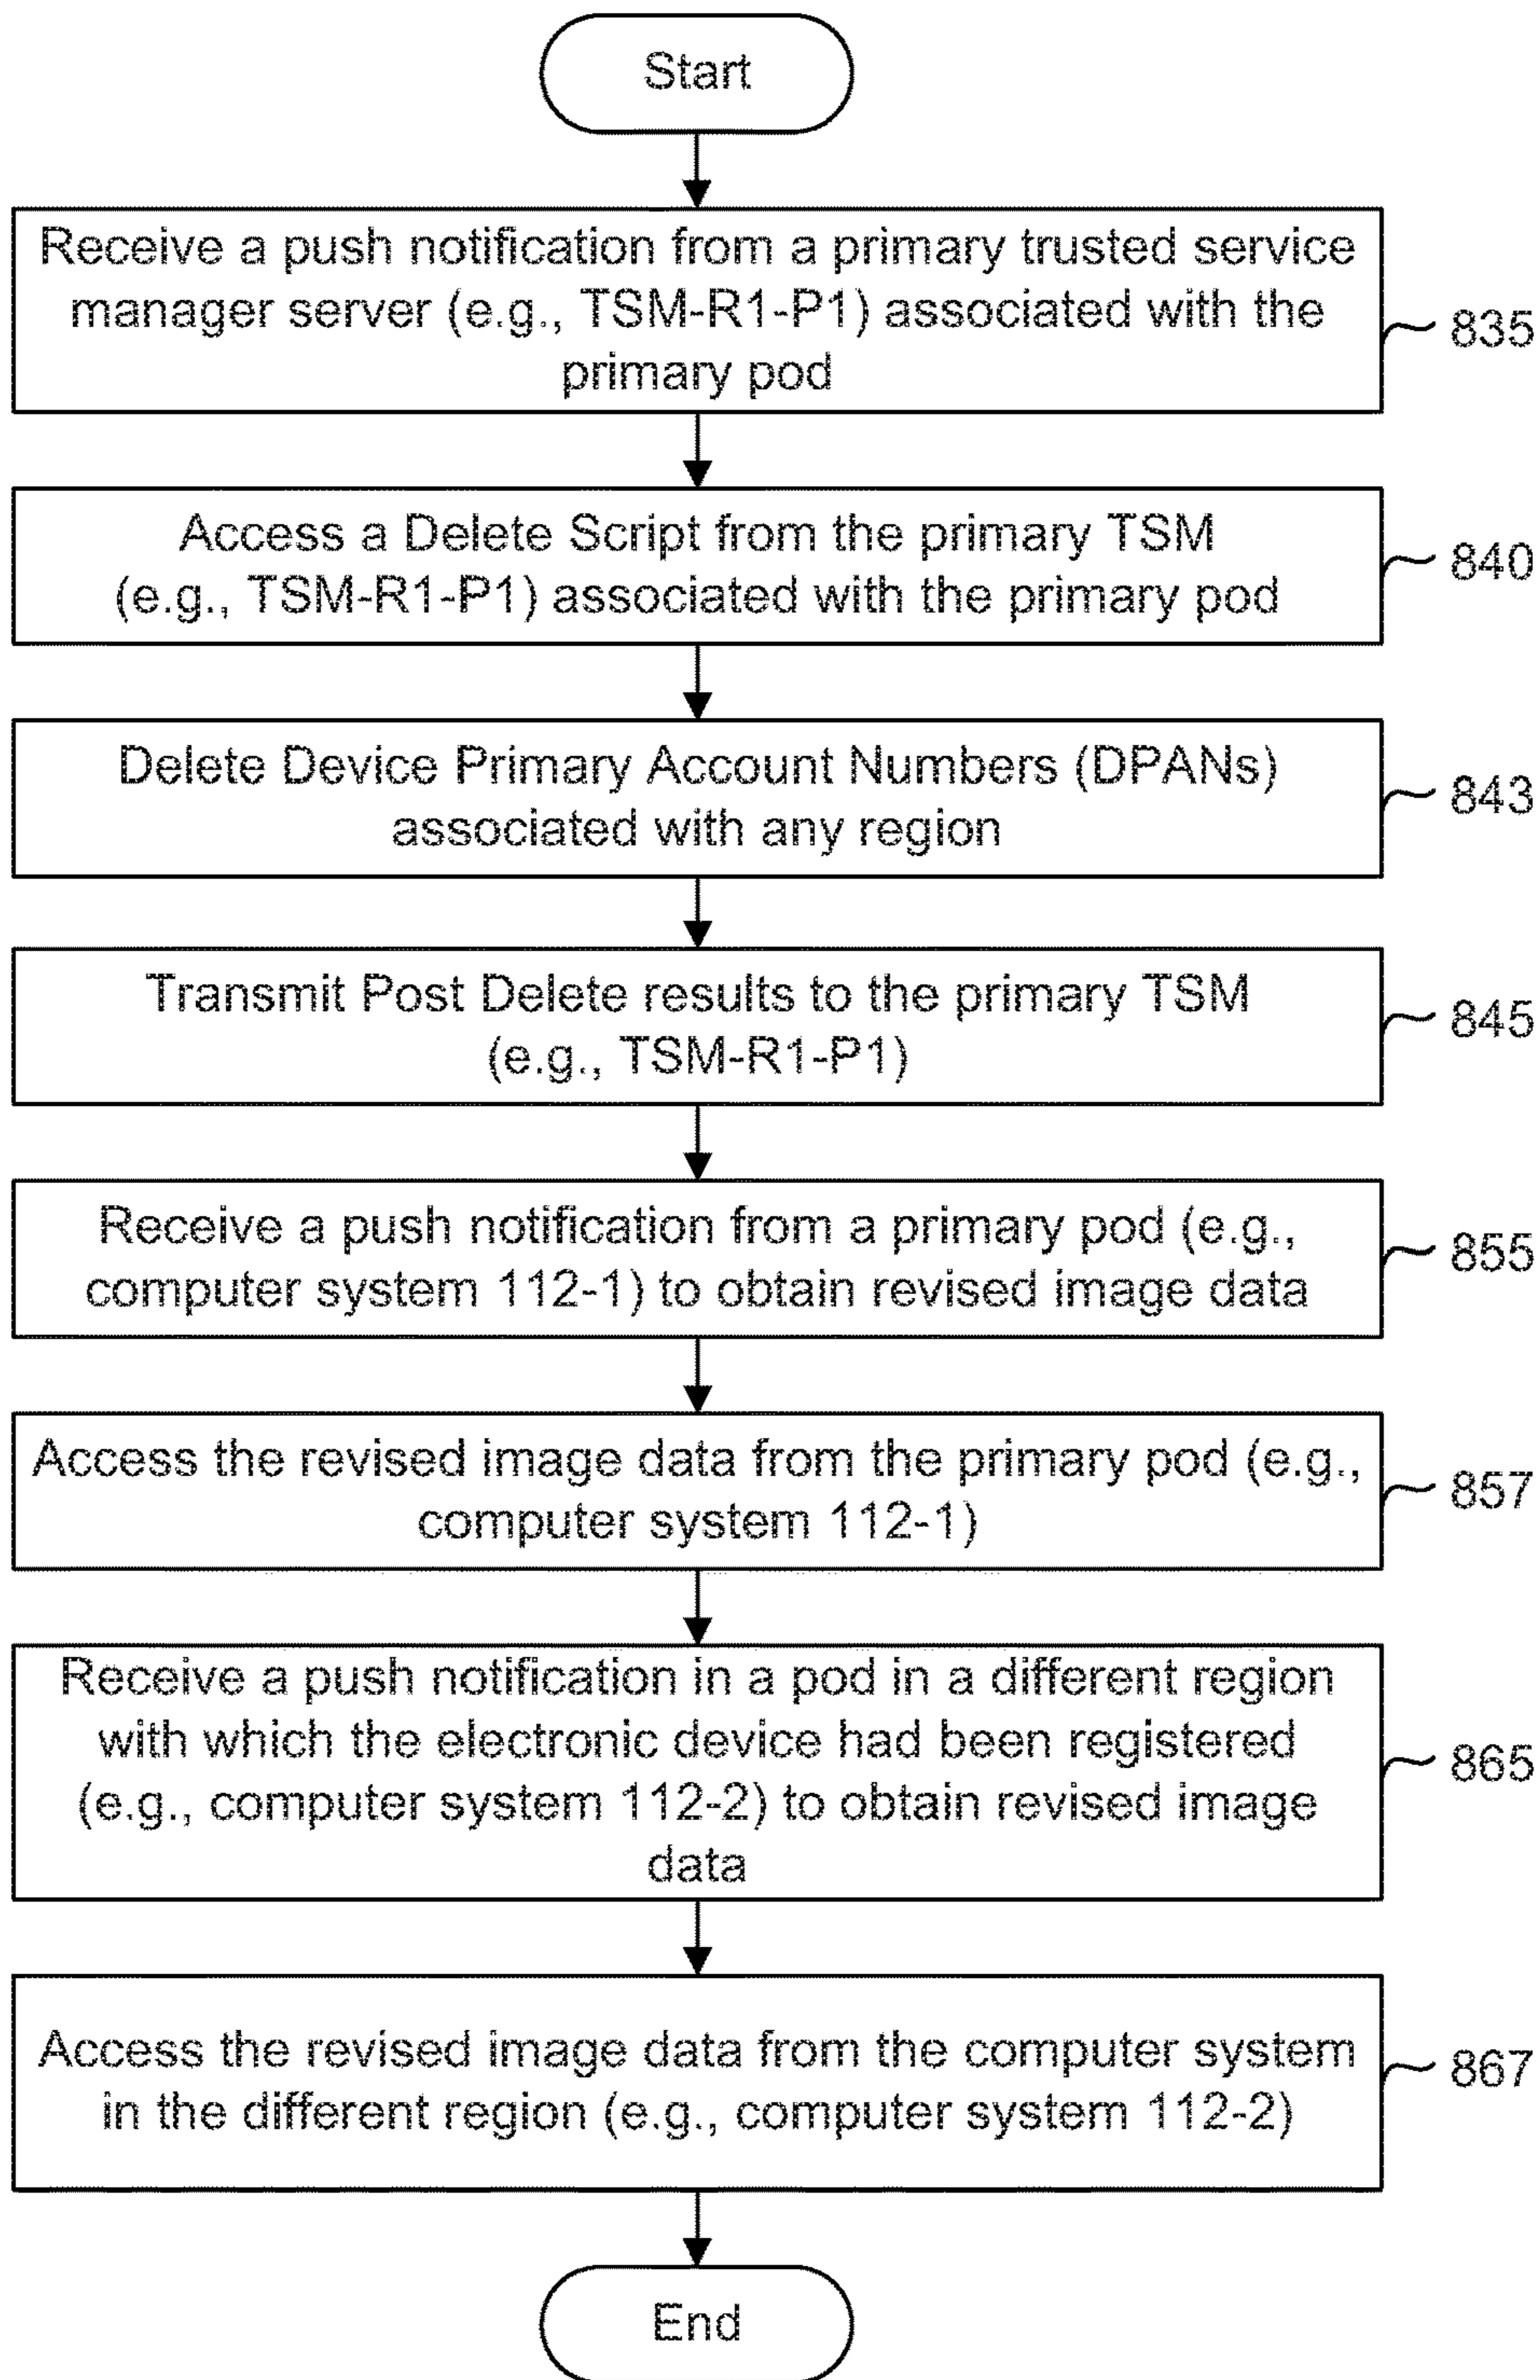 Start
Receive a push notification from a primary trusted service
manager server (e.g., TSM-R1-P1) associated with the
primary pod
835
Access a Delete Script from the primary TSM
(e.g., TSM-R1-P1) associated with the primary pod
840
Delete Device Primary Account Numbers (DPANs)
associated with any region
843
Transmit Post Delete results to the primary TSM
(e.g., TSM-R1-P1)
845
Receive a push notification from a primary pod (e.g.,
computer system 112-1) to obtain revised image data
855
Access the revised image data from the primary pod (e.g.,
computer system 112-1)
857
Receive a push notification in a pod in a different region
with which the electronic device had been registered
(e.g., computer system 112-2) to obtain revised image
data
865
Access the revised image data from the computer system
in the different region (e.g., computer system 112-2)
867
End